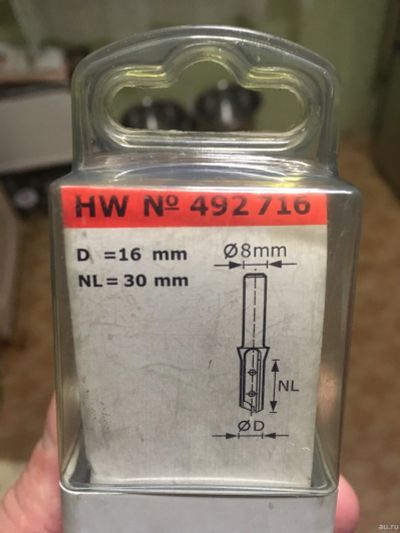 HW № 492 716
D = 16 mm
NL = 30 mm
Ø8mm
NL
ØD
au.ru